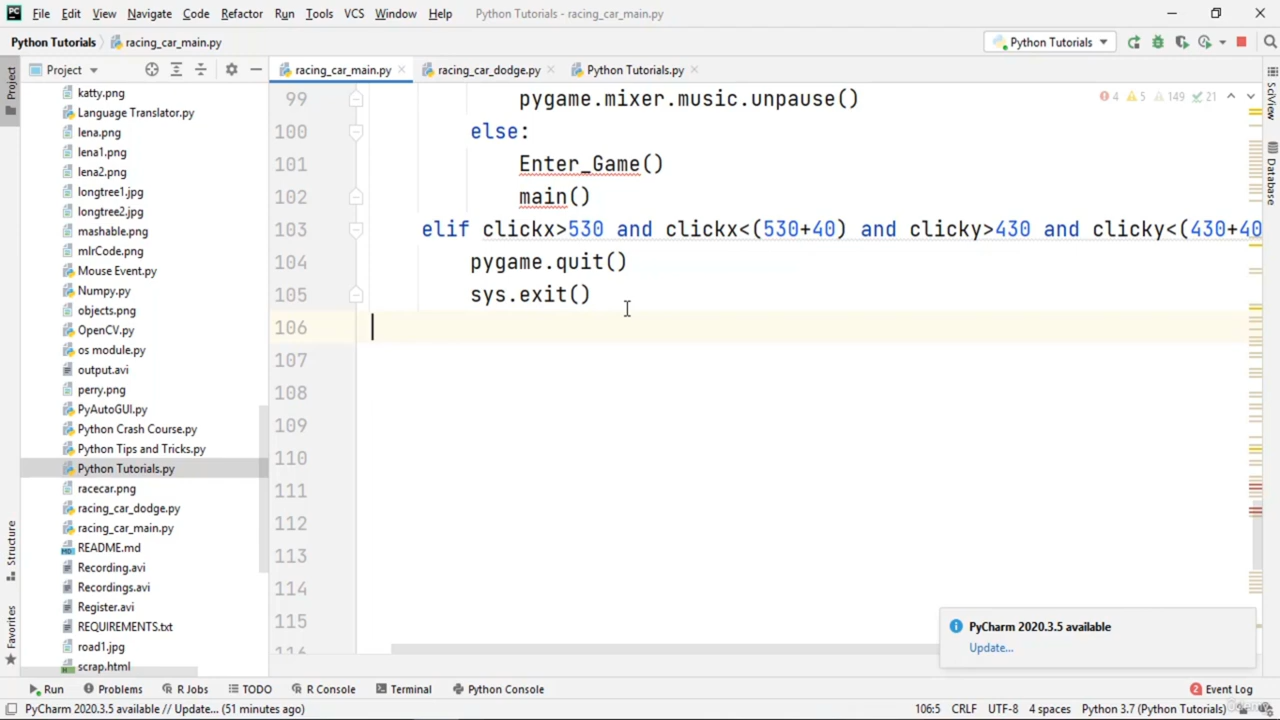 PC File Edit View Navigate Code Refactor Run Tools VCS Window Help Python Tutorials - racing_car_main.py
Python Tutorials racing_car_main.py Python Tutorials
Project racing_car_main.py racing_car_dodge.py Python Tutorials.py
Project
Structure
Favorites
SciView
Database
katty.png
Language Translator.py
lena.png
lena1.png
lena2.png
longtree1.jpg
longtree2.jpg
mashable.png
mlrCode.png
Mouse Event.py
Numpy.py
objects.png
OpenCV.py
os module.py
output.avi
perry.png
PyAutoGUI.py
Python Crash Course.py
Python Tips and Tricks.py
Python Tutorials.py
racecar.png
racing_car_dodge.py
racing_car_main.py
README.md
Recording.avi
Recordings.avi
Register.avi
REQUIREMENTS.txt
road1.jpg
scrap.html
4 5 149 21
99 pygame.mixer.music.unpause()
100 else:
101 Enter_Game()
102 main()
103 elif clickx>530 and clickx<(530+40) and clicky>430 and clicky<(430+40
104 pygame.quit()
105 sys.exit()
106
107
108
109
110
111
112
113
114
115
116
PyCharm 2020.3.5 available
Update...
Run Problems R Jobs TODO R Console Terminal Python Console Event Log
PyCharm 2020.3.5 available // Update... (51 minutes ago) 106:5 CRLF UTF-8 4 spaces Python 3.7 (Python Tutorials)